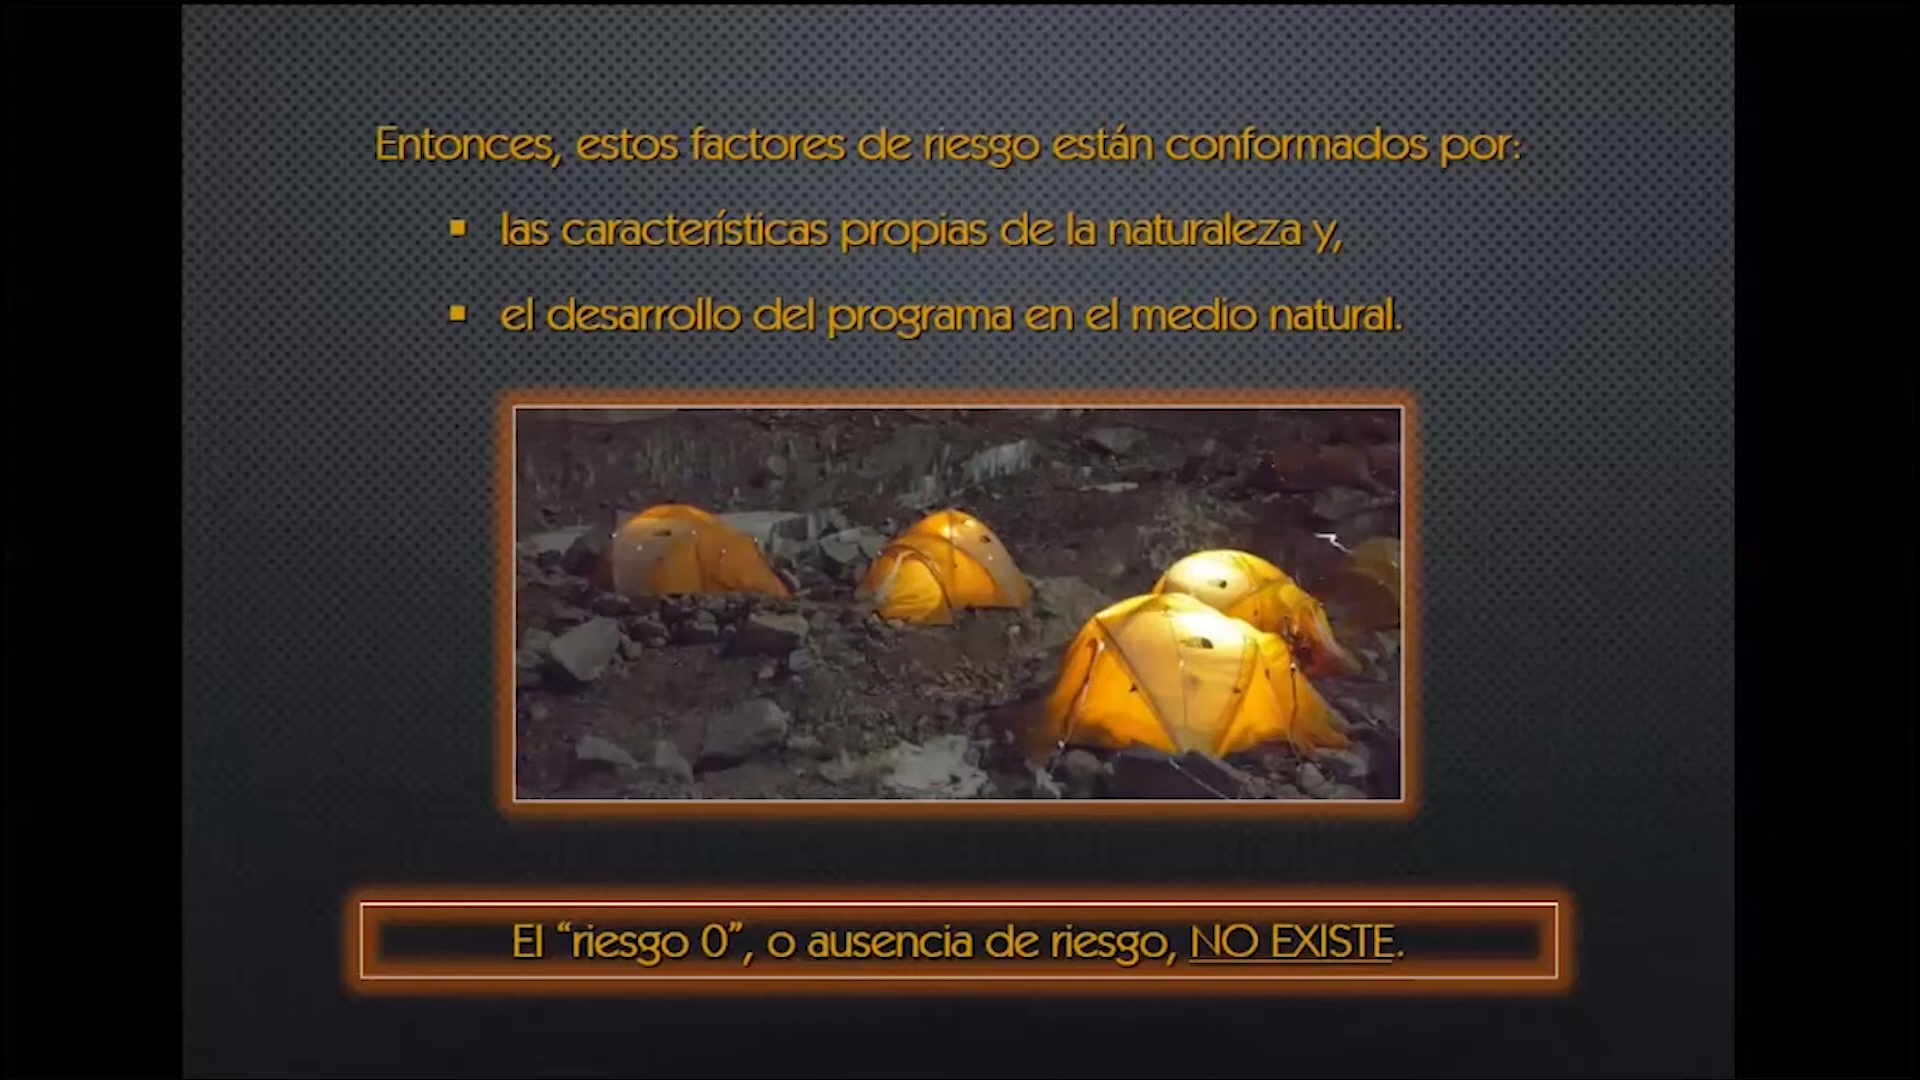 Entonces, estos factores de riesgo están conformados por:
▪ las características propias de la naturaleza y,
▪ el desarrollo del programa en el medio natural.
El “riesgo 0”, o ausencia de riesgo, NO EXISTE.